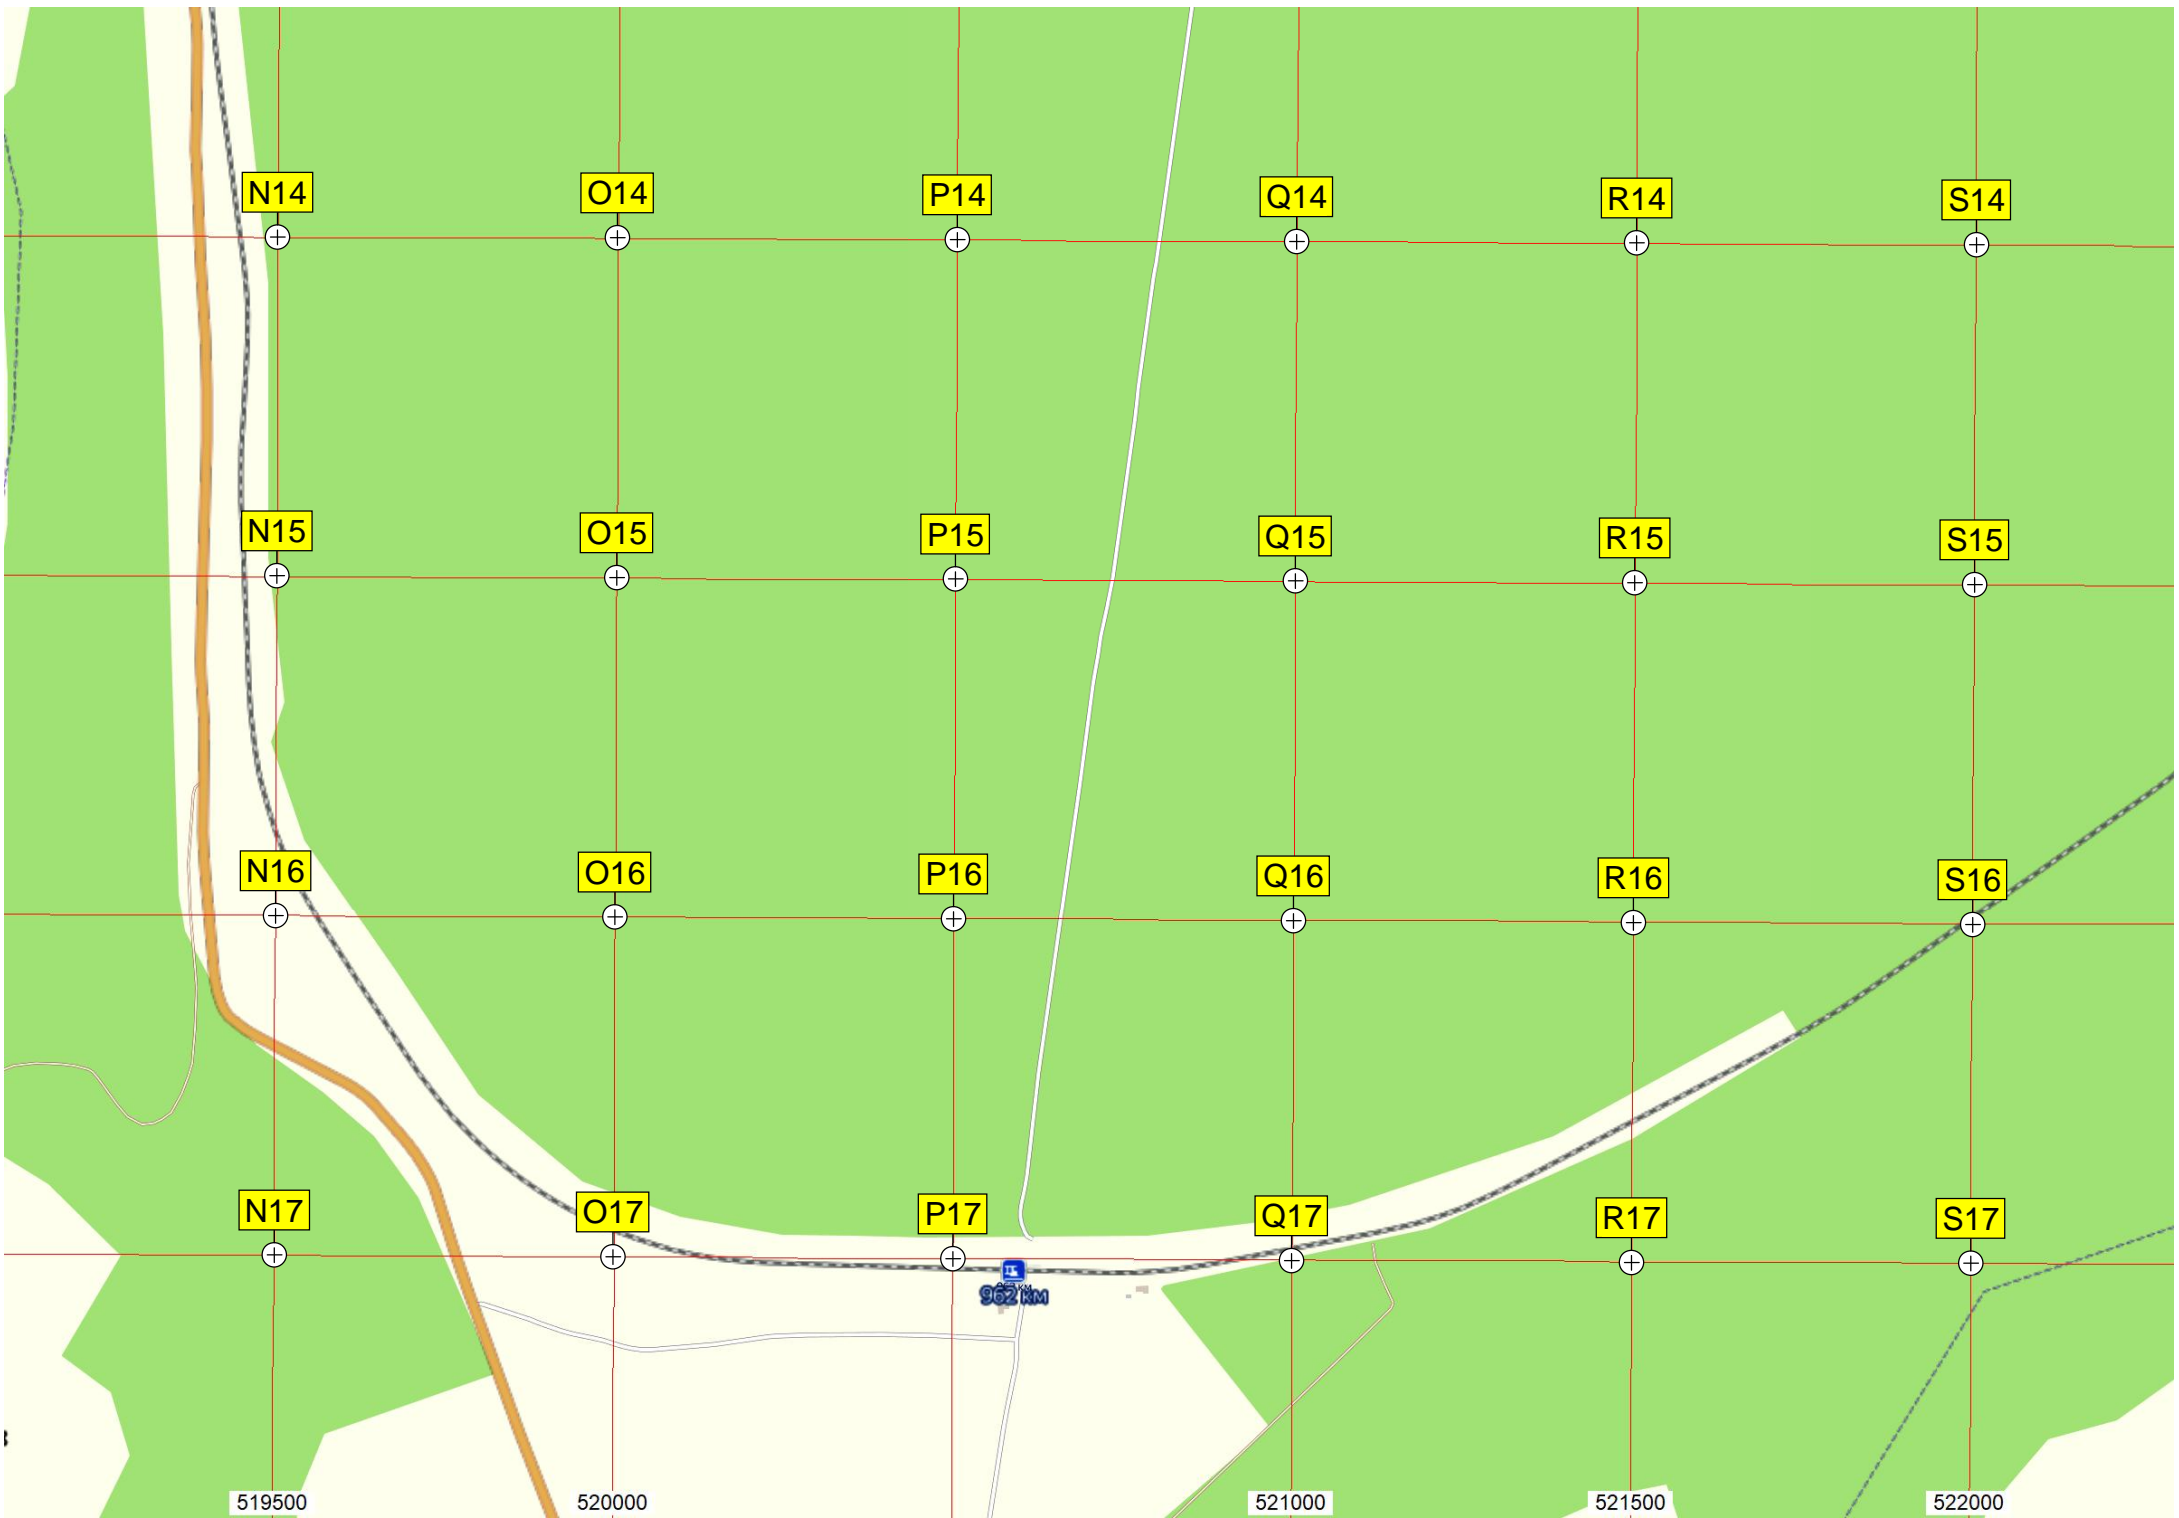 N14 O14 P14 Q14 R14 S14
N15 O15 P15 Q15 R15 S15
N16 O16 P16 Q16 R16 S16
N17 O17 P17 Q17 R17 S17
962 км
519500 520000 521000 521500 522000